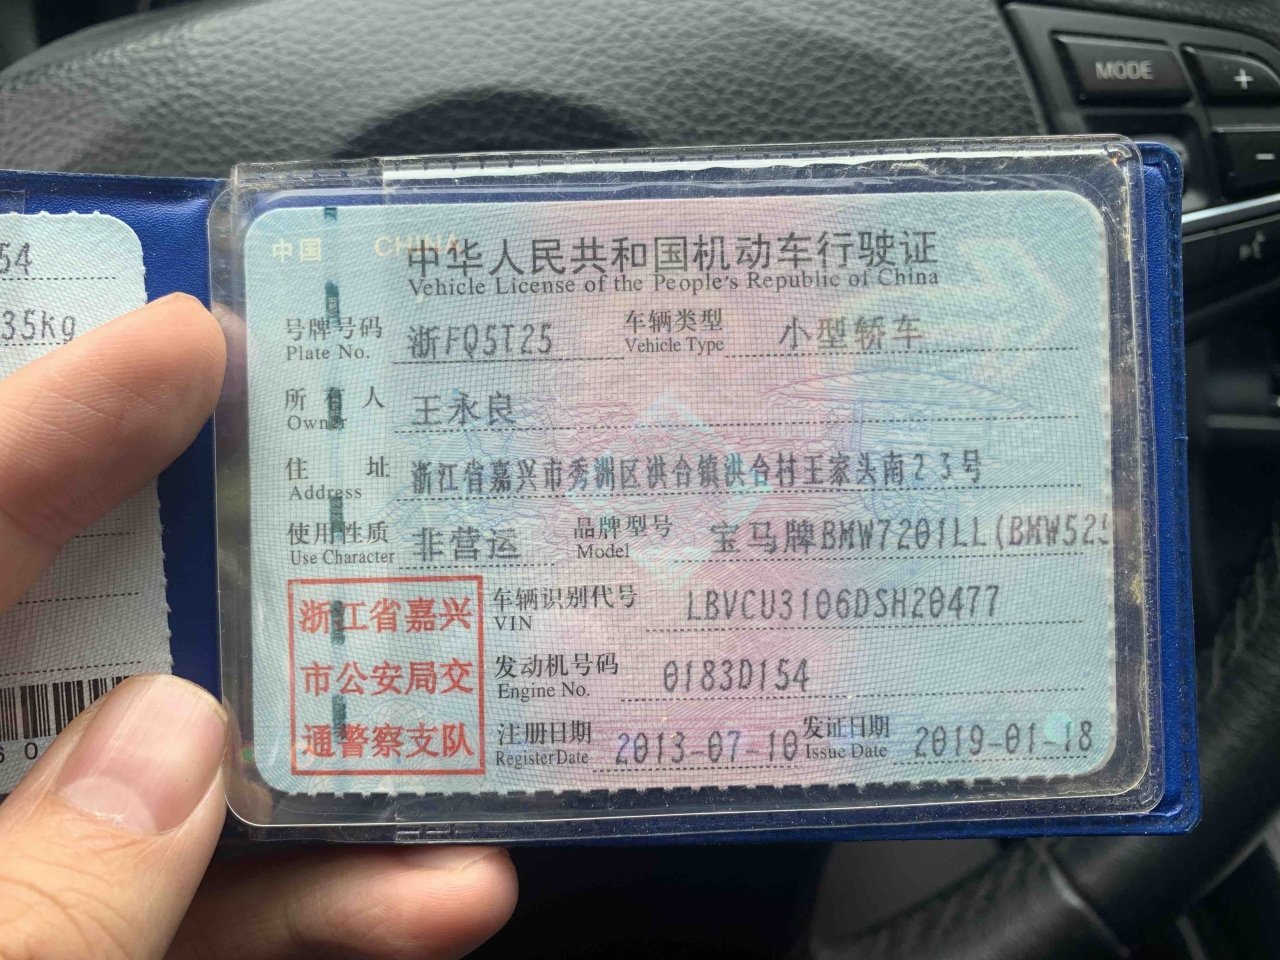 MODE
+
-
54
35kg
中国 CHINA
中华人民共和国机动车行驶证
Vehicle License of the People's Republic of China
号牌号码 浙FQ5T25 车辆类型 小型轿车
Plate No. Vehicle Type
所有人 王永良
Owner
住址 浙江省嘉兴市秀洲区洪合镇洪合村王家头南23号
Address
使用性质 非营运 品牌型号 宝马牌BMW7201LL(BMW525
Use Character Model
浙江省嘉兴
市公安局交
通警察支队
车辆识别代号 LBVCU3106DSH20477
VIN
发动机号码 0183D154
Engine No.
注册日期 2013-07-10 发证日期 2019-01-18
Register Date Issue Date
60